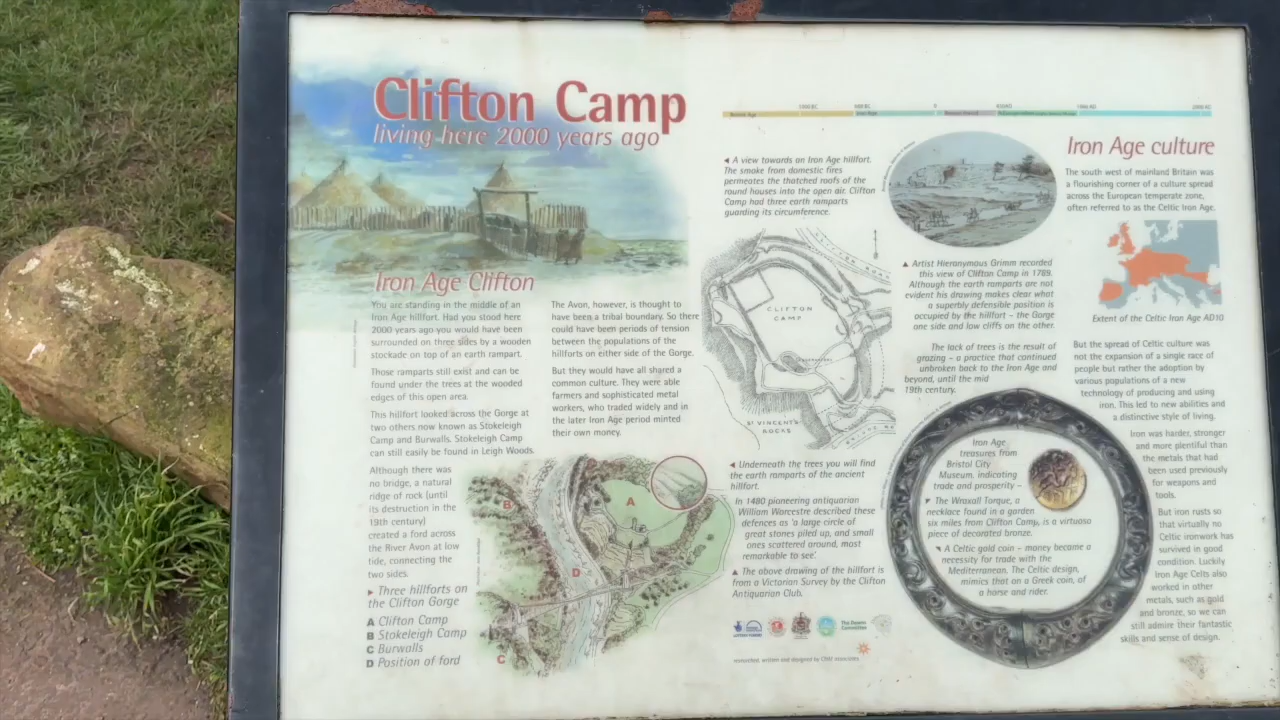 Clifton Camp
living here 2000 years ago
Iron Age Clifton
You are standing in the middle of an
Iron Age hillfort. Had you stood here
2000 years ago you would have been
surrounded on three sides by a wooden
stockade on top of an earth rampart.
Those ramparts still exist and can be
found under the trees at the wooded
edges of this open area.
This hillfort looked across the Gorge at
two others now known as Stokeleigh
Camp and Burwalls. Stokeleigh Camp
can still easily be found in Leigh Woods.
Although there was
no bridge, a natural
ridge of rock (until
its destruction in the
19th century)
created a ford across
the River Avon at low
tide, connecting the
two sides.
▸ Three hillforts on
the Clifton Gorge
A Clifton Camp
B Stokeleigh Camp
C Burwalls
D Position of ford
The Avon, however, is thought to
have been a tribal boundary. So there
could have been periods of tension
between the populations of the
hillforts on either side of the Gorge.
But they would have all shared a
common culture. They were able
farmers and sophisticated metal
workers, who traded widely and in
the later Iron Age period minted
their own money.
A
B
D
C
Bronze Age
Iron Age
0
◂ A view towards an Iron Age hillfort.
The smoke from domestic fires
permeates the thatched roofs of the
round houses into the open air. Clifton
Camp had three earth ramparts
guarding its circumference.
CLIFTON
CAMP
ST VINCENT'S
ROCKS
◂ Underneath the trees you will find
the earth ramparts of the ancient
hillfort.
In 1480 pioneering antiquarian
William Worcestre described these
defences as 'a large circle of
great stones piled up, and small
ones scattered around, most
remarkable to see'.
▴ The above drawing of the hillfort is
from a Victorian Survey by the Clifton
Antiquarian Club.
The Downs
Committee
▴ Artist Hieronymous Grimm recorded
this view of Clifton Camp in 1789.
Although the earth ramparts are not
evident his drawing makes clear what
a superbly defensible position is
occupied by the hillfort – the Gorge
one side and low cliffs on the other.
The lack of trees is the result of
grazing – a practice that continued
unbroken back to the Iron Age and
beyond, until the mid
19th century.
Iron Age
treasures from
Bristol City
Museum, indicating
trade and prosperity –
▾ The Wraxall Torque, a
necklace found in a garden
six miles from Clifton Camp, is a virtuoso
piece of decorated bronze.
◥ A Celtic gold coin – money became a
necessity for trade with the
Mediterranean. The Celtic design,
mimics that on a Greek coin, of
a horse and rider.
Iron Age culture
The south west of mainland Britain was
a flourishing corner of a culture spread
across the European temperate zone,
often referred to as the Celtic Iron Age.
Extent of the Celtic Iron Age AD10
But the spread of Celtic culture was
not the expansion of a single race of
people but rather the adoption by
various populations of a new
technology of producing and using
iron. This led to new abilities and
a distinctive style of living.
Iron was harder, stronger
and more plentiful than
the metals that had
been used previously
for weapons and
tools.
But iron rusts so
that virtually no
Celtic ironwork has
survived in good
condition. Luckily
Iron Age Celts also
worked in other
metals, such as gold
and bronze, so we can
still admire their fantastic
skills and sense of design.